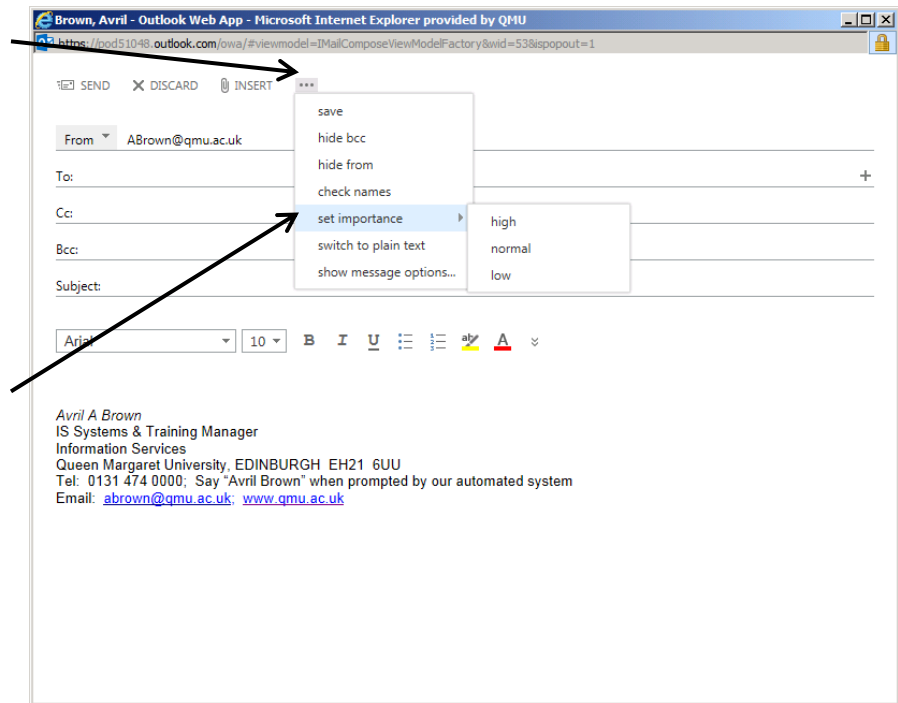 Brown, Avril - Outlook Web App - Microsoft Internet Explorer provided by QMU
https://pod51048.outlook.com/owa/#viewmodel=IMailComposeViewModelFactory&wid=53&ispopout=1
SEND DISCARD INSERT ...
save
From ABrown@qmu.ac.uk hide bcc
hide from
To: +
check names
Cc: set importance high
Bcc: switch to plain text normal
Subject: show message options... low
Arial 10 B I U ab A
Avril A Brown
IS Systems & Training Manager
Information Services
Queen Margaret University, EDINBURGH EH21 6UU
Tel: 0131 474 0000; Say “Avril Brown” when prompted by our automated system
Email: abrown@qmu.ac.uk; www.qmu.ac.uk